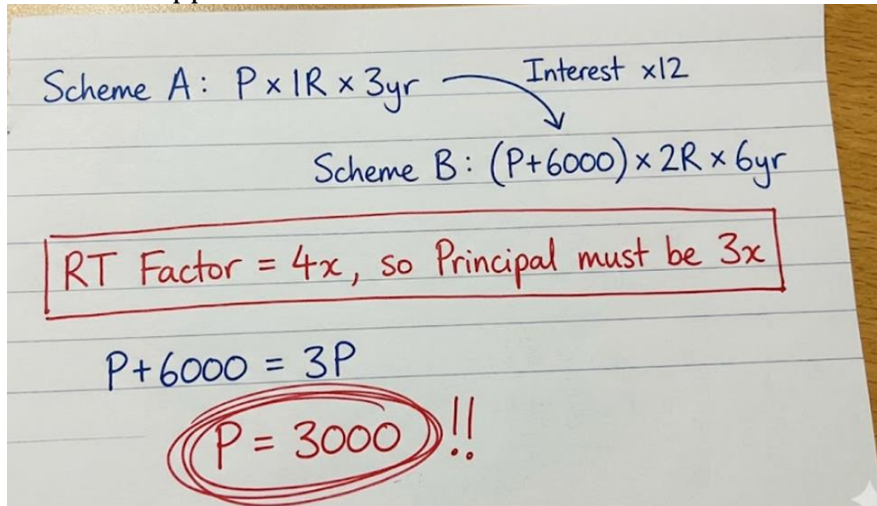 Scheme A: P x 1R x 3yr
Interest x12
Scheme B: (P+6000) x 2R x 6yr
RT Factor = 4x, so Principal must be 3x
P+6000 = 3P
P = 3000 !!